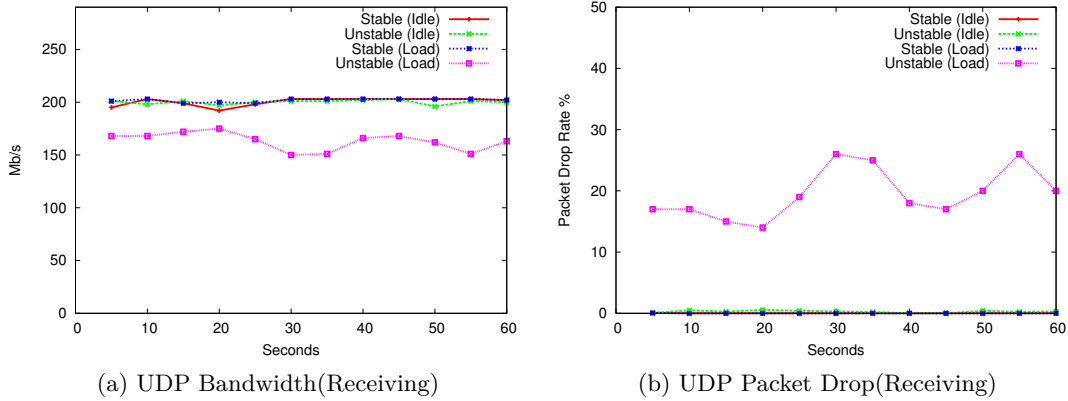 Stable (Idle)
Unstable (Idle)
Stable (Load)
Unstable (Load)
250
200
150
100
50
0
Mb/s
0 10 20 30 40 50 60
Seconds
(a) UDP Bandwidth(Receiving)
Stable (Idle)
Unstable (Idle)
Stable (Load)
Unstable (Load)
50
40
30
20
10
0
Packet Drop Rate %
0 10 20 30 40 50 60
Seconds
(b) UDP Packet Drop(Receiving)